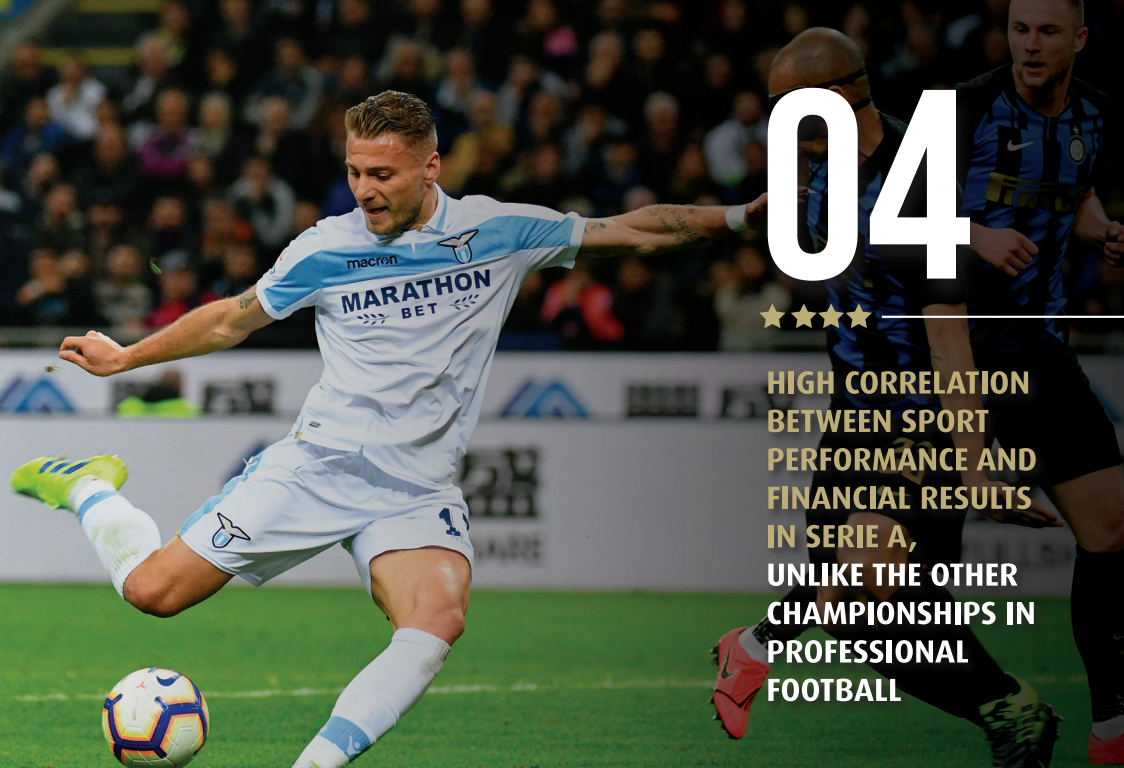 04
HIGH CORRELATION
BETWEEN SPORT
PERFORMANCE AND
FINANCIAL RESULTS
IN SERIE A,
UNLIKE THE OTHER
CHAMPIONSHIPS IN
PROFESSIONAL
FOOTBALL
macron
MARATHON
BET